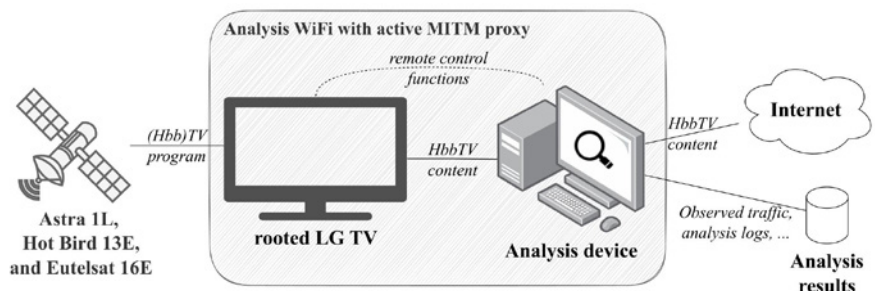 Analysis WiFi with active MITM proxy
remote control
functions
(Hbb)TV
program
HbbTV
content
HbbTV
content
Internet
Astra 1L,
Hot Bird 13E,
and Eutelsat 16E
rooted LG TV
Analysis device
Observed traffic,
analysis logs, ...
Analysis
results